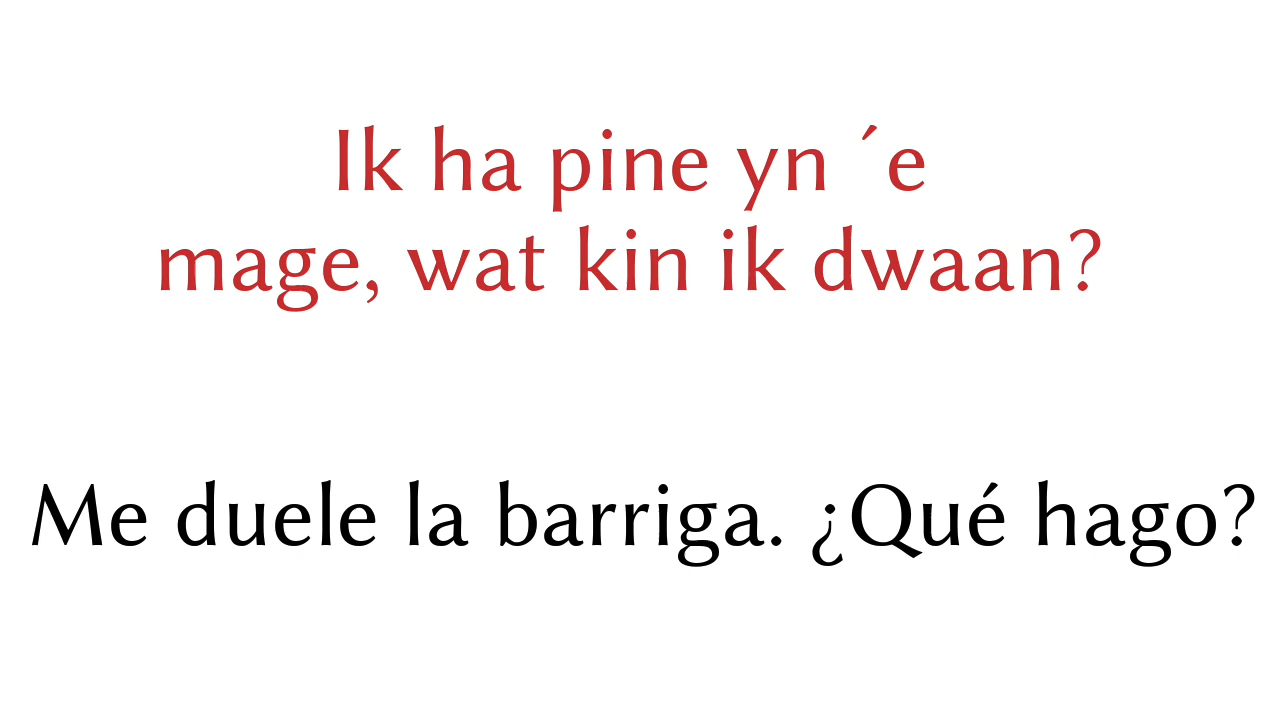 Ik ha pine yn ´e
mage, wat kin ik dwaan?
Me duele la barriga. ¿Qué hago?